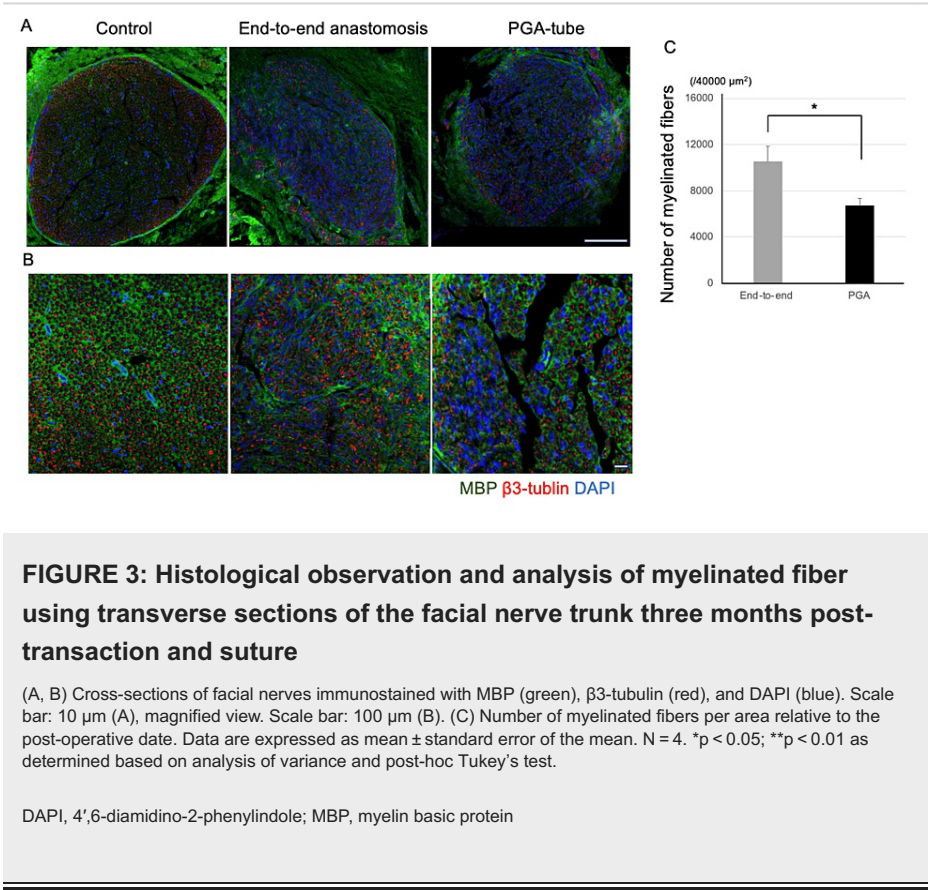 A
Control
End-to-end anastomosis
PGA-tube
B
MBP β3-tublin DAPI
C
(/40000 μm²)
Number of myelinated fibers
16000
12000
8000
4000
0
*
End-to-end
PGA
FIGURE 3: Histological observation and analysis of myelinated fiber
using transverse sections of the facial nerve trunk three months post-
transaction and suture
(A, B) Cross-sections of facial nerves immunostained with MBP (green), β3-tubulin (red), and DAPI (blue). Scale
bar: 10 μm (A), magnified view. Scale bar: 100 μm (B). (C) Number of myelinated fibers per area relative to the
post-operative date. Data are expressed as mean ± standard error of the mean. N = 4. *p < 0.05; **p < 0.01 as
determined based on analysis of variance and post-hoc Tukey’s test.
DAPI, 4′,6-diamidino-2-phenylindole; MBP, myelin basic protein